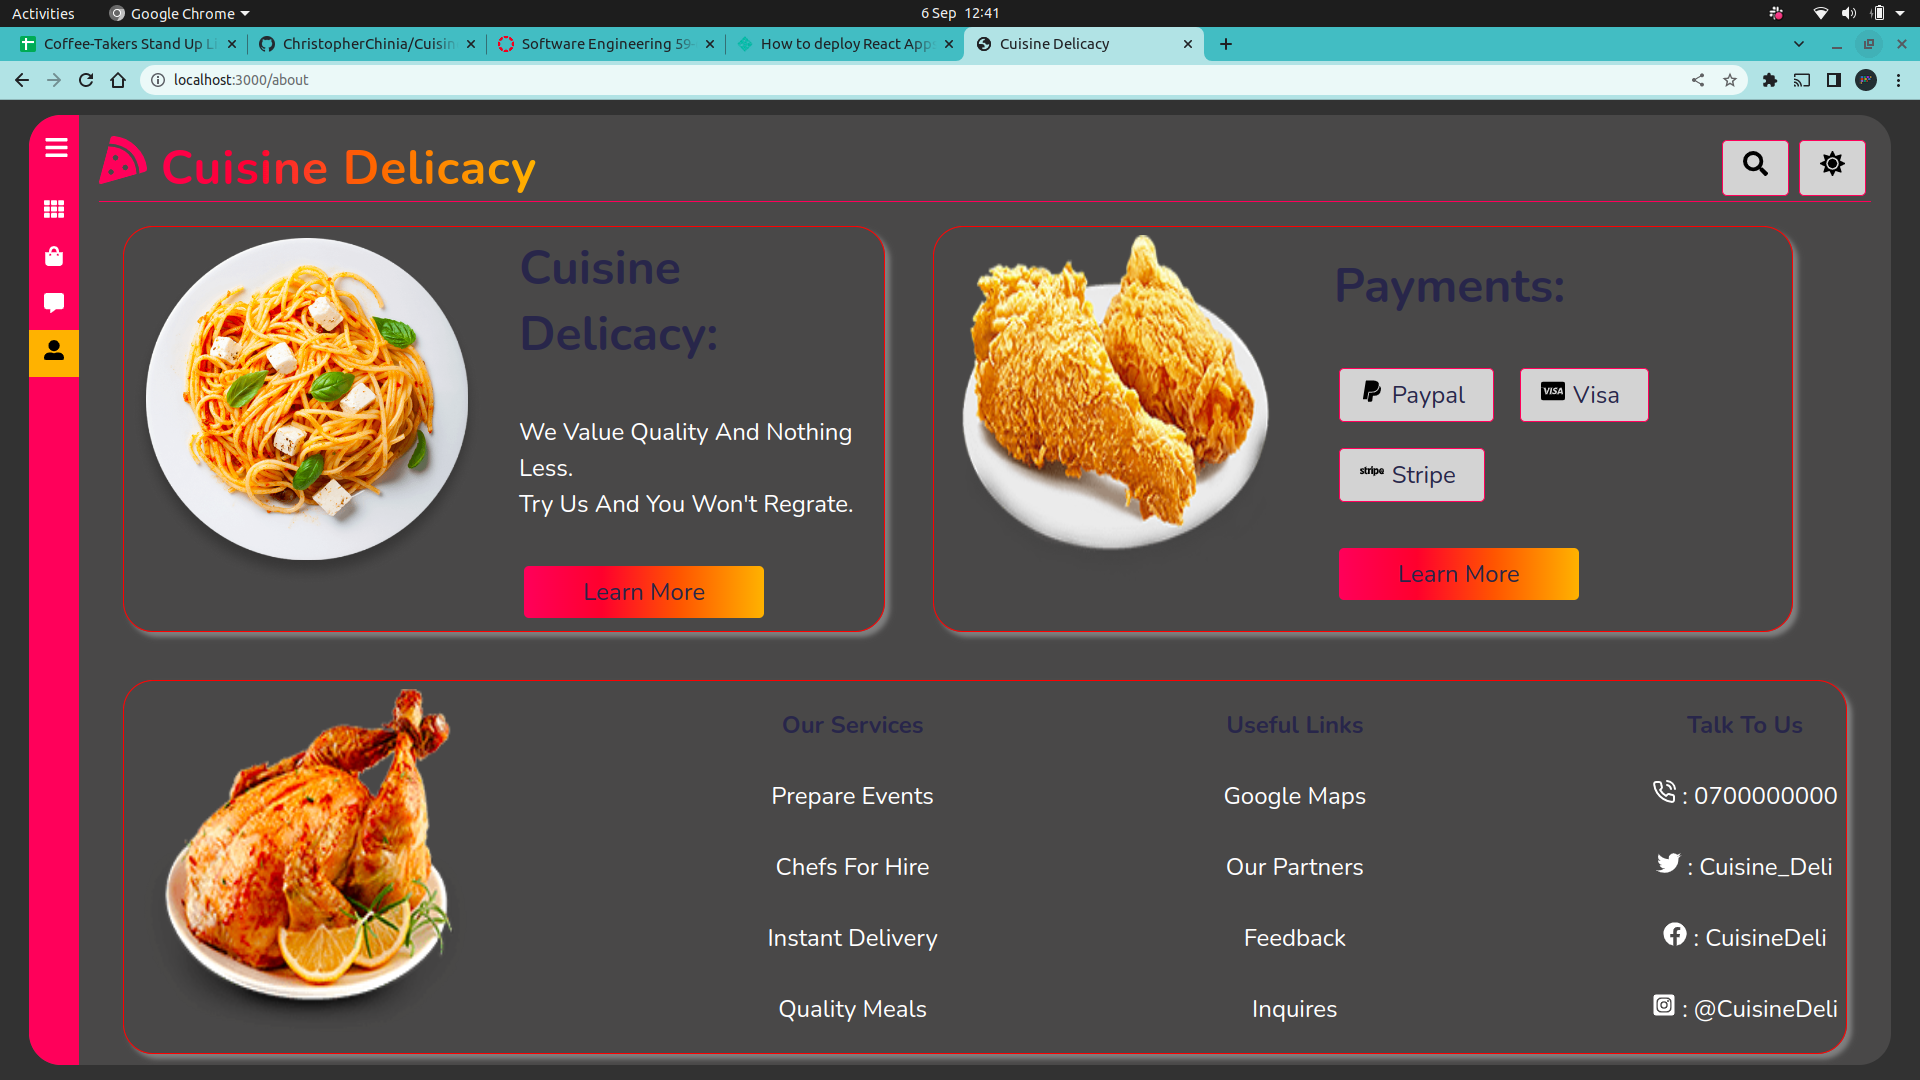 Activities
Google Chrome
6 Sep 12:41
Coffee-Takers Stand Up Li
ChristopherChinia/Cuisin
Software Engineering 59-
How to deploy React Apps
Cuisine Delicacy
localhost:3000/about
Cuisine Delicacy
Cuisine
Delicacy:
We Value Quality And Nothing
Less.
Try Us And You Won't Regrate.
Learn More
Payments:
Paypal
VISA Visa
stripe Stripe
Learn More
Our Services
Prepare Events
Chefs For Hire
Instant Delivery
Quality Meals
Useful Links
Google Maps
Our Partners
Feedback
Inquires
Talk To Us
: 0700000000
: Cuisine_Deli
: CuisineDeli
: @CuisineDeli